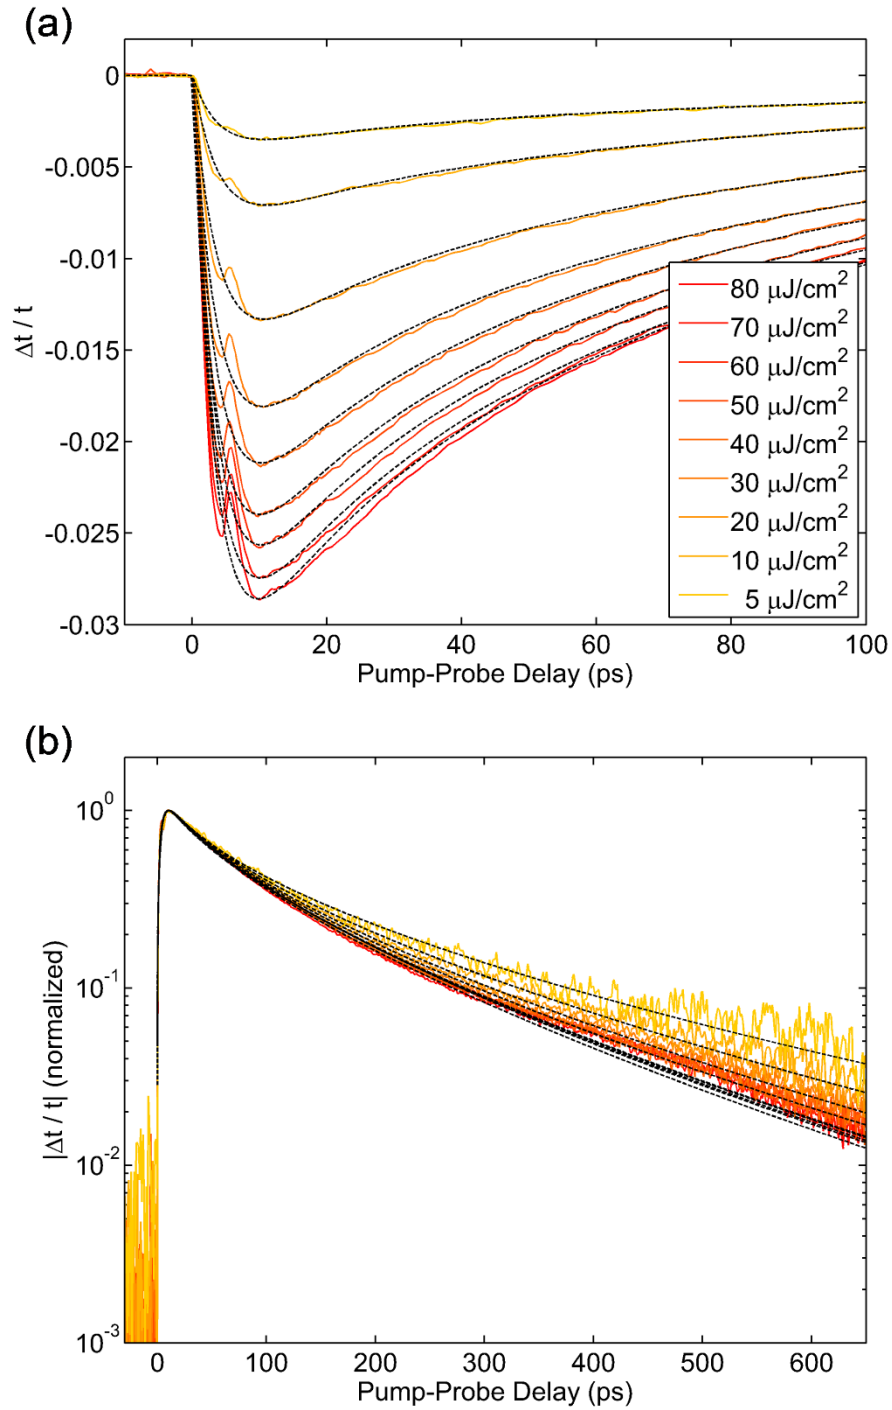 (a)
0
-0.005
-0.01
-0.015
-0.02
-0.025
-0.03
Δt / t
80 μJ/cm²
70 μJ/cm²
60 μJ/cm²
50 μJ/cm²
40 μJ/cm²
30 μJ/cm²
20 μJ/cm²
10 μJ/cm²
5 μJ/cm²
0 20 40 60 80 100
Pump-Probe Delay (ps)
(b)
10⁰
10⁻¹
10⁻²
10⁻³
|Δt / t| (normalized)
0 100 200 300 400 500 600
Pump-Probe Delay (ps)